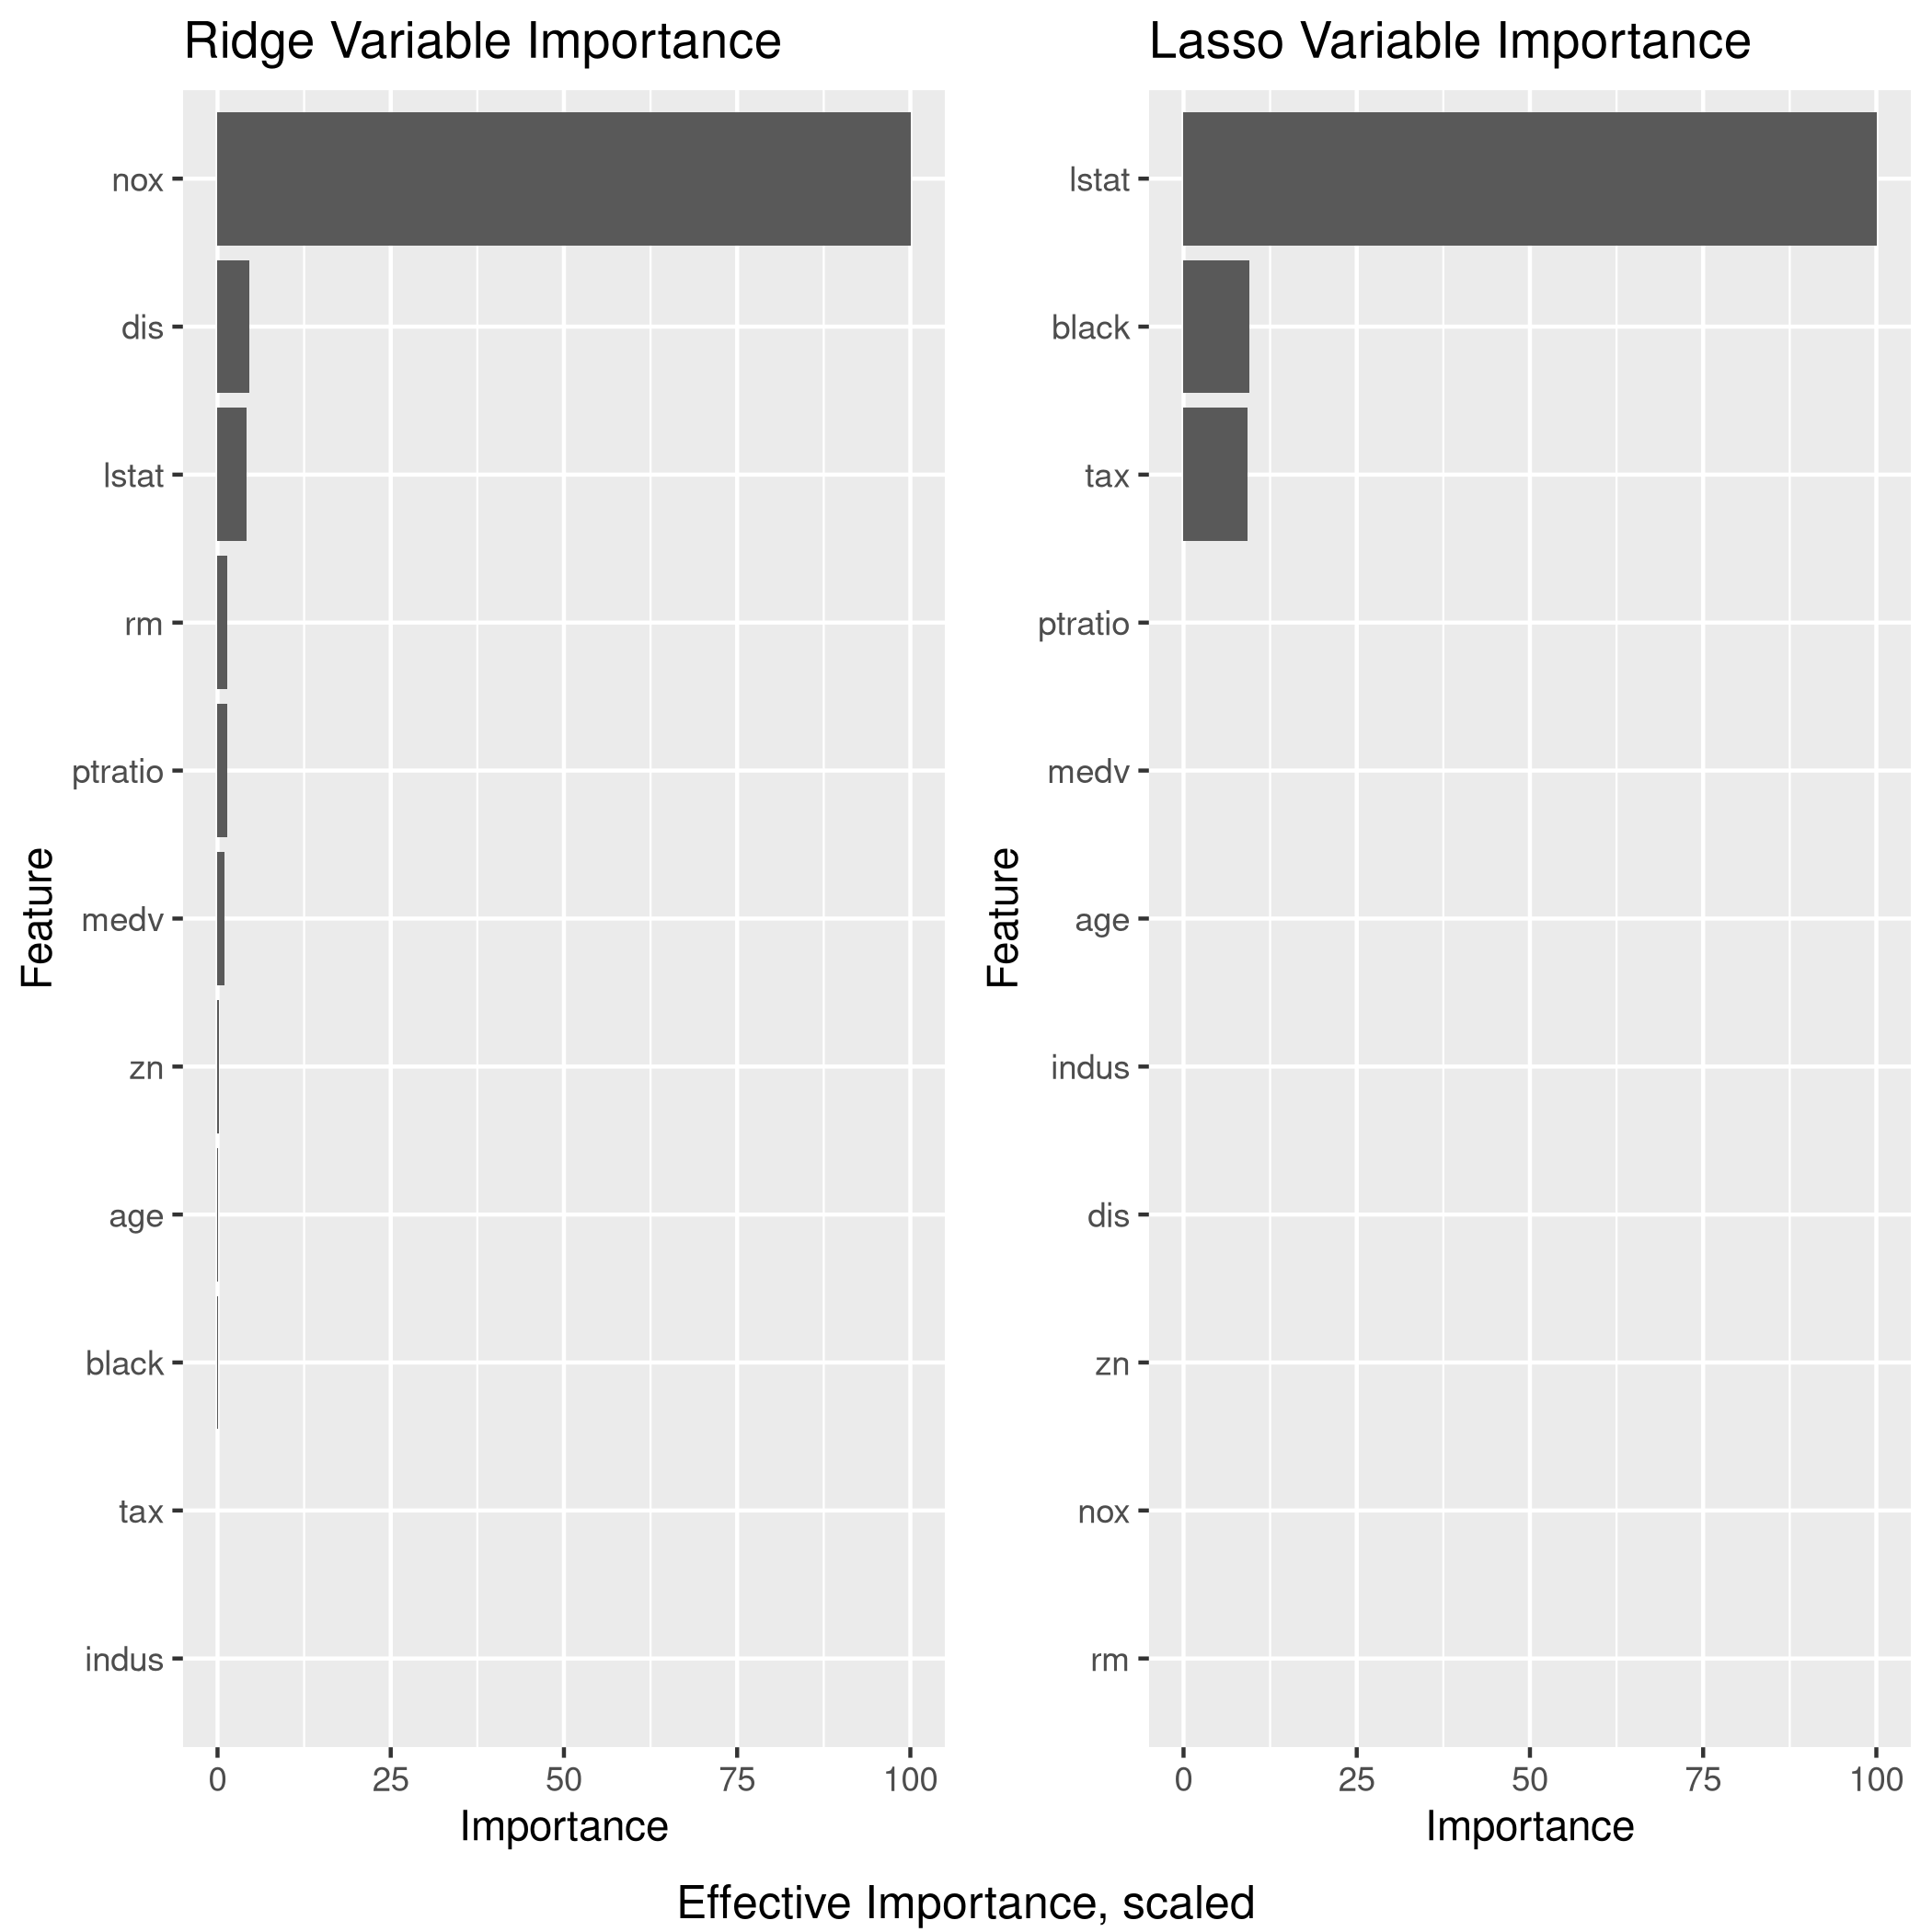 Ridge Variable Importance
nox
dis
lstat
rm
ptratio
medv
zn
age
black
tax
indus
Feature
0 25 50 75 100
Importance
Lasso Variable Importance
lstat
black
tax
ptratio
medv
age
indus
dis
zn
nox
rm
Feature
0 25 50 75 100
Importance
Effective Importance, scaled